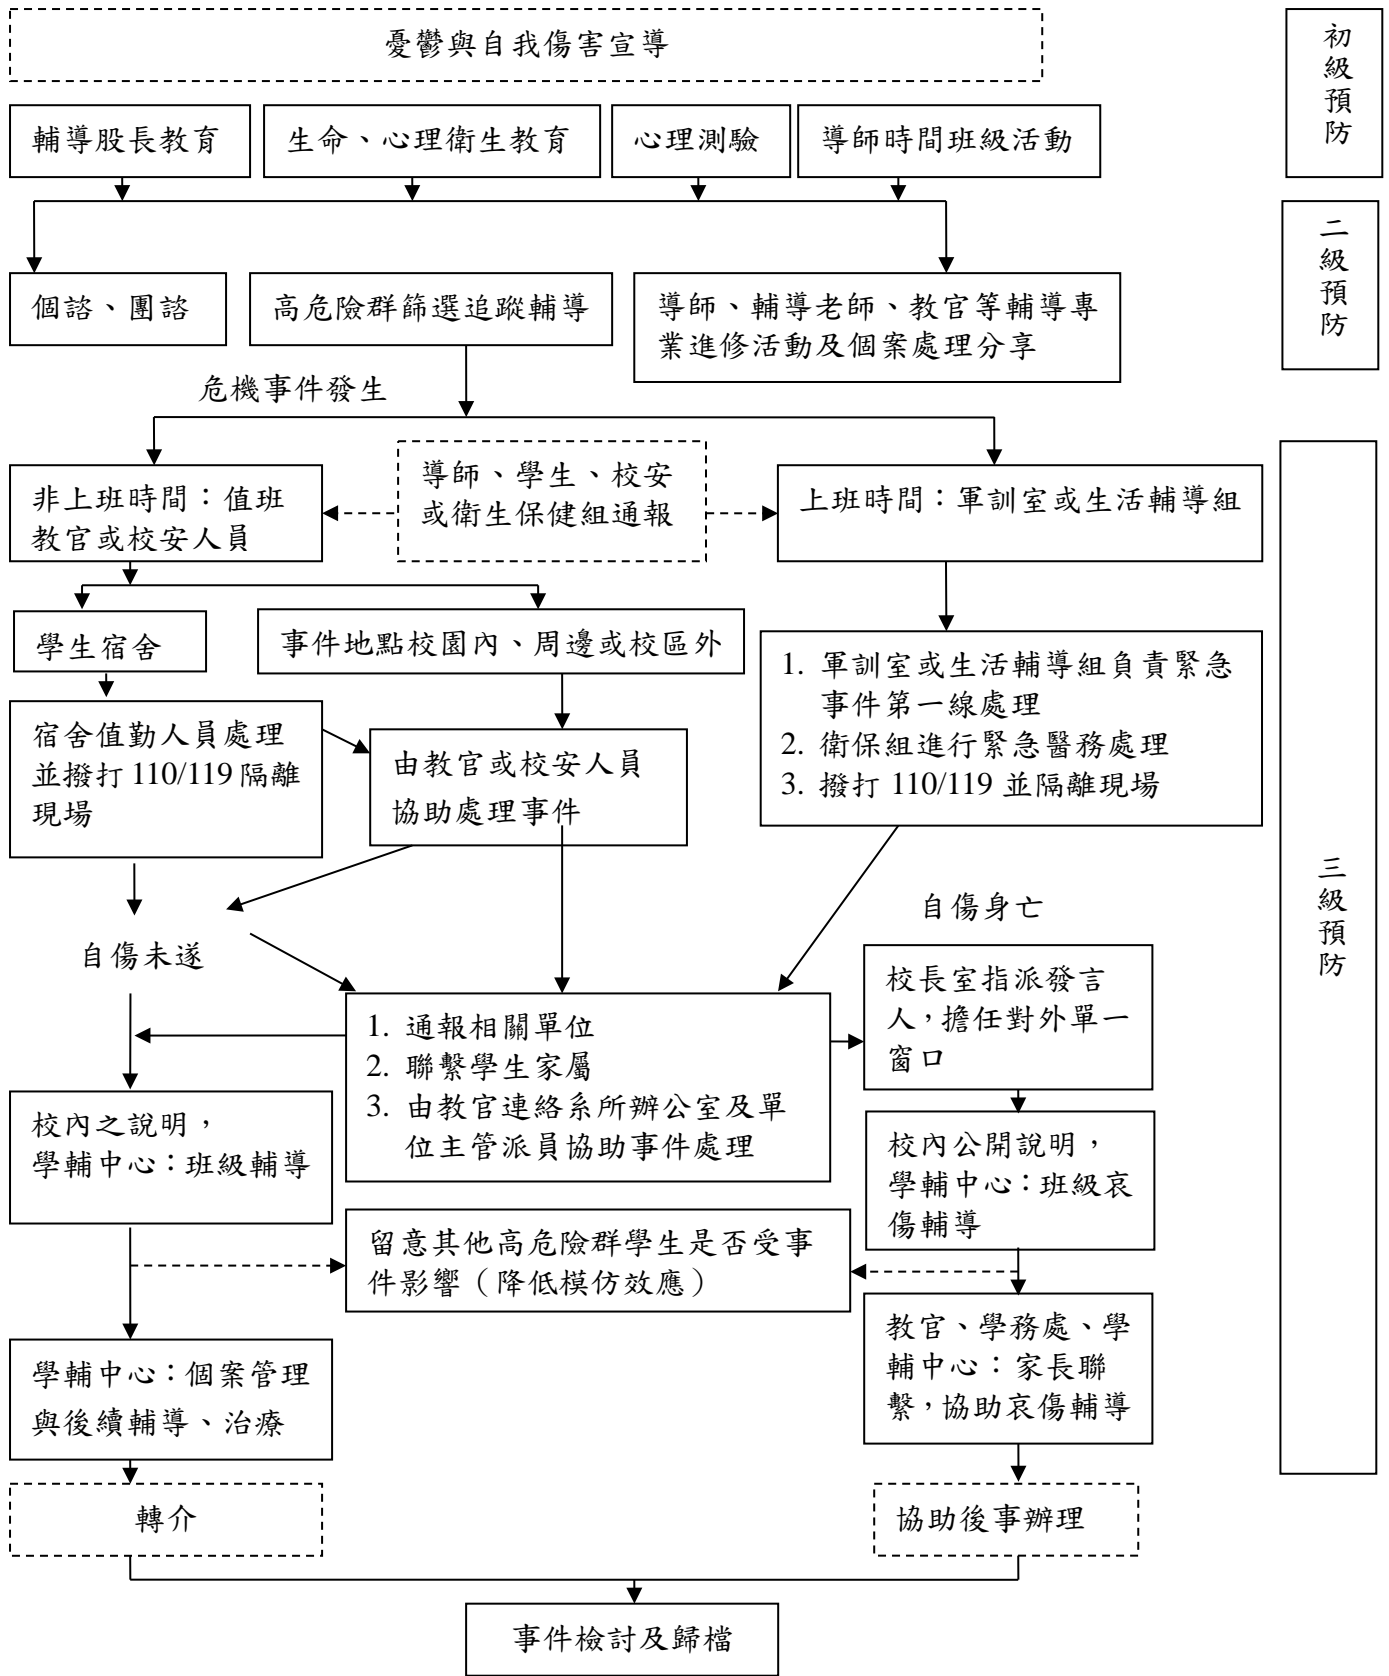 憂鬱與自我傷害宣導
初級預防
輔導股長教育
生命、心理衛生教育
心理測驗
導師時間班級活動
二級預防
個諮、團諮
高危險群篩選追蹤輔導
導師、輔導老師、教官等輔導專
業進修活動及個案處理分享
危機事件發生
非上班時間：值班
教官或校安人員
導師、學生、校安
或衛生保健組通報
上班時間：軍訓室或生活輔導組
三級預防
學生宿舍
事件地點校園內、周邊或校區外
1. 軍訓室或生活輔導組負責緊急
事件第一線處理
2. 衛保組進行緊急醫務處理
3. 撥打 110/119 並隔離現場
宿舍值勤人員處理
並撥打 110/119 隔離
現場
由教官或校安人員
協助處理事件
自傷未遂
自傷身亡
1. 通報相關單位
2. 聯繫學生家屬
3. 由教官連絡系所辦公室及單
位主管派員協助事件處理
校長室指派發言
人，擔任對外單一
窗口
校內之說明，
學輔中心：班級輔導
校內公開說明，
學輔中心：班級哀
傷輔導
留意其他高危險群學生是否受事
件影響（降低模仿效應）
學輔中心：個案管理
與後續輔導、治療
教官、學務處、學
輔中心：家長聯
繫，協助哀傷輔導
轉介
協助後事辦理
事件檢討及歸檔